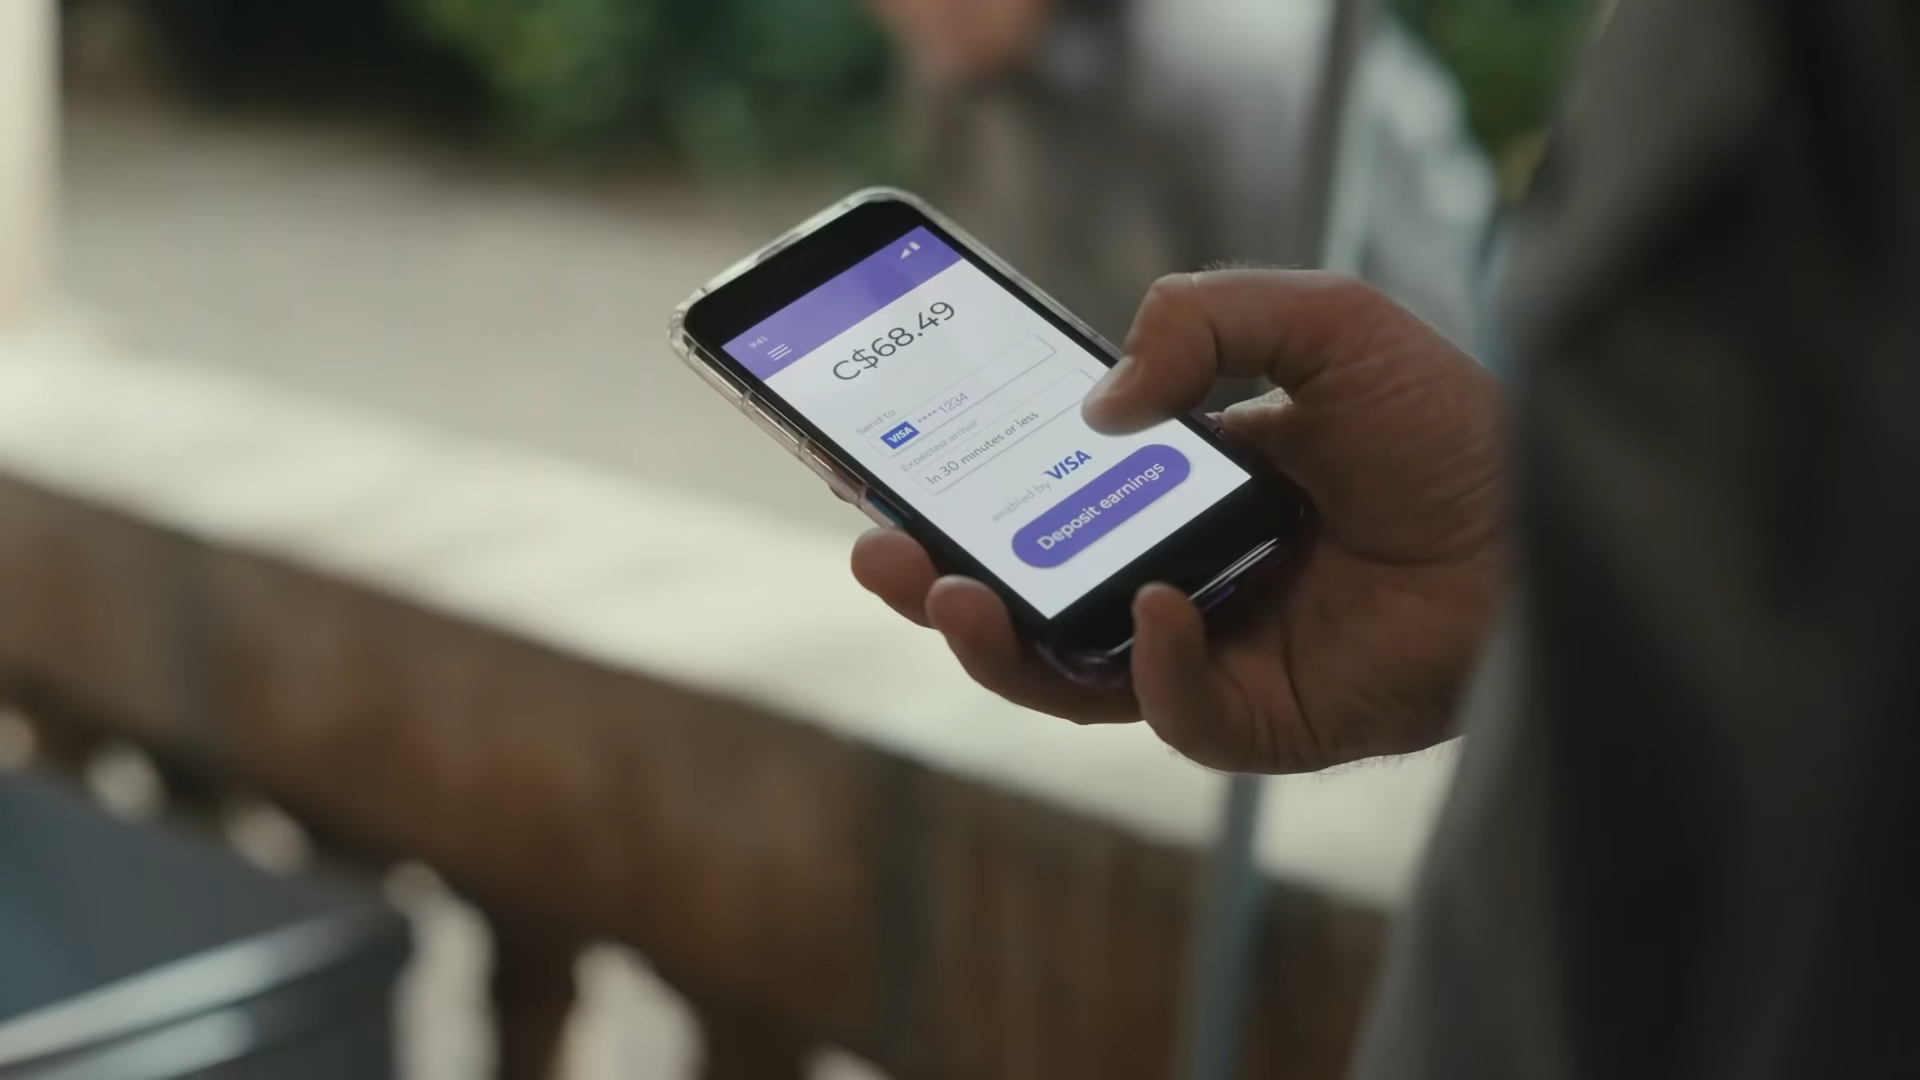 9:41
C$68.49
Send to
VISA ****1234
Expected arrival
In 30 minutes or less
enabled by VISA
Deposit earnings